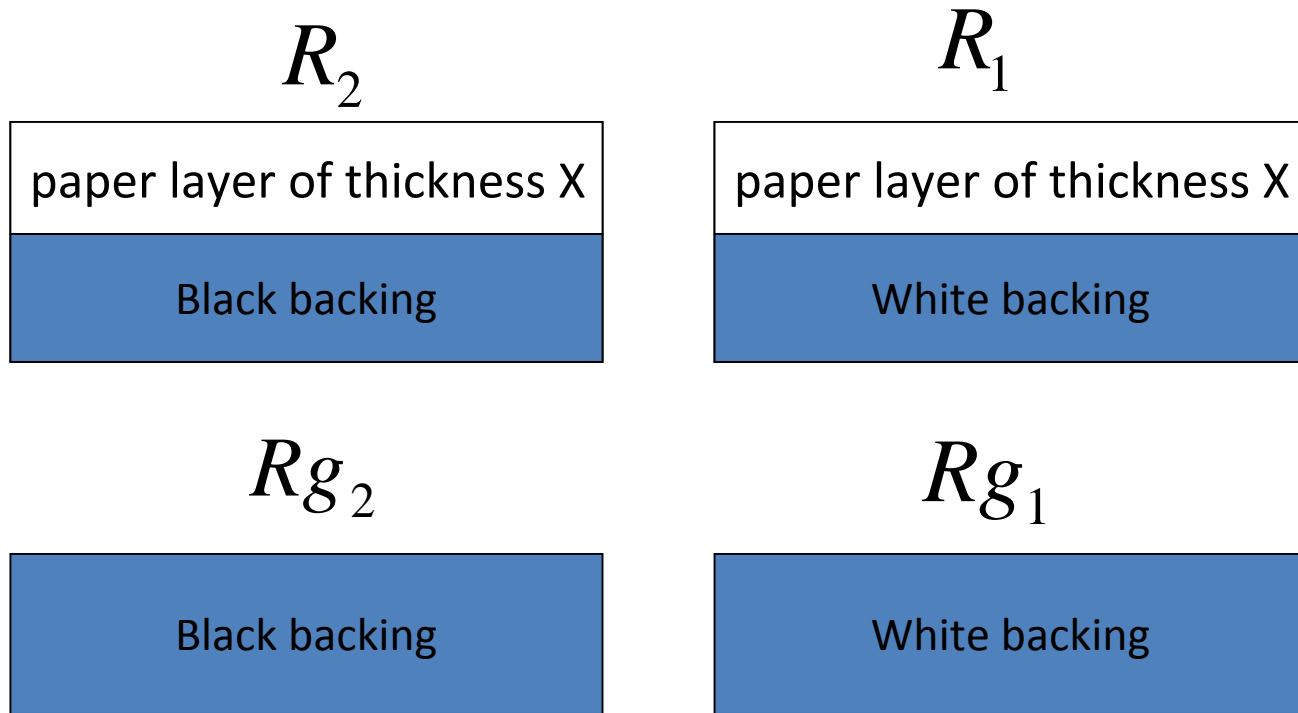 R₂
R₁
paper layer of thickness X
paper layer of thickness X
Black backing
White backing
Rg₂
Rg₁
Black backing
White backing